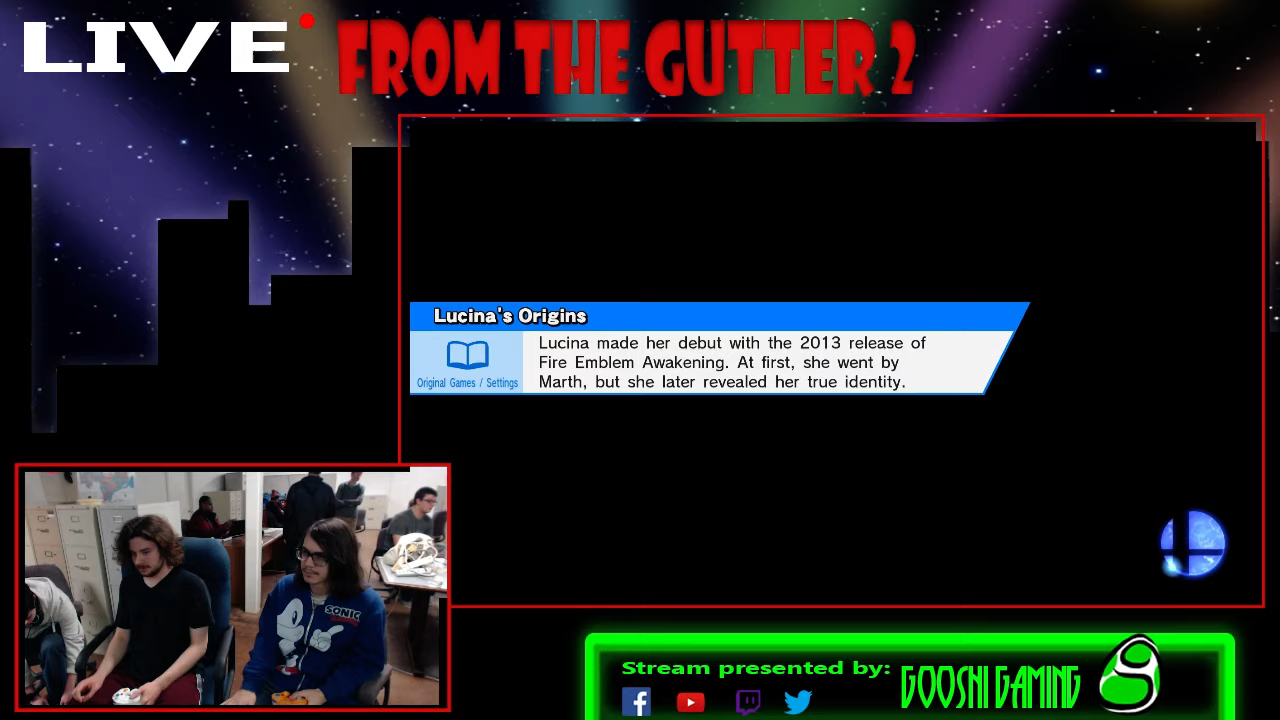 LIVE
FROM THE GUTTER 2
Lucina's Origins
Original Games / Settings
Lucina made her debut with the 2013 release of
Fire Emblem Awakening. At first, she went by
Marth, but she later revealed her true identity.
SONIC
Stream presented by:
GOOSHI GAMING